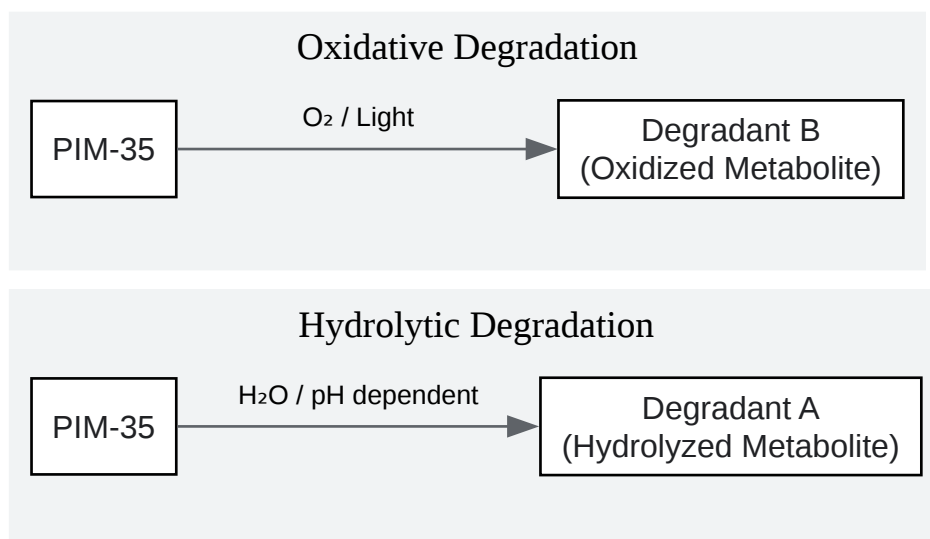 Oxidative Degradation
O₂ / Light
PIM-35
Degradant B
(Oxidized Metabolite)
Hydrolytic Degradation
H₂O / pH dependent
PIM-35
Degradant A
(Hydrolyzed Metabolite)